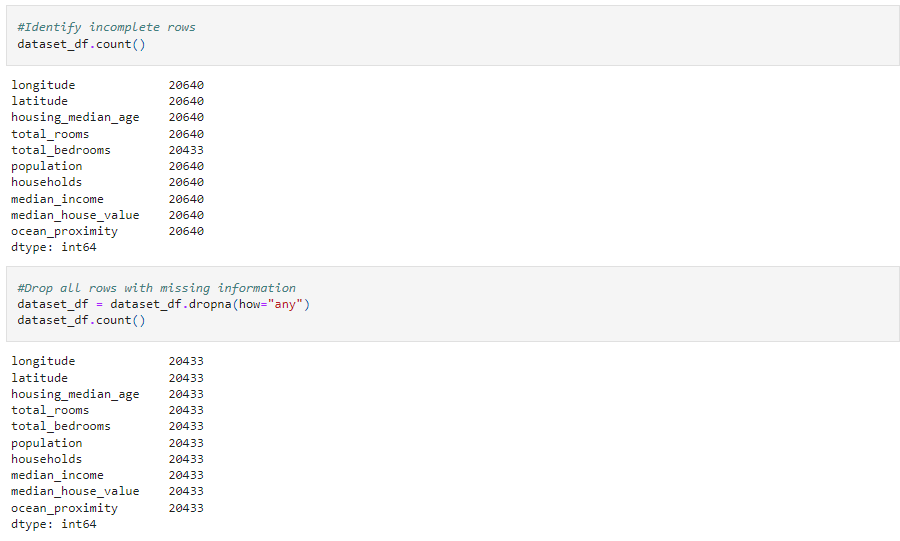 #Identify incomplete rows
dataset_df.count()
longitude 20640
latitude 20640
housing_median_age 20640
total_rooms 20640
total_bedrooms 20433
population 20640
households 20640
median_income 20640
median_house_value 20640
ocean_proximity 20640
dtype: int64
#Drop all rows with missing information
dataset_df = dataset_df.dropna(how="any")
dataset_df.count()
longitude 20433
latitude 20433
housing_median_age 20433
total_rooms 20433
total_bedrooms 20433
population 20433
households 20433
median_income 20433
median_house_value 20433
ocean_proximity 20433
dtype: int64